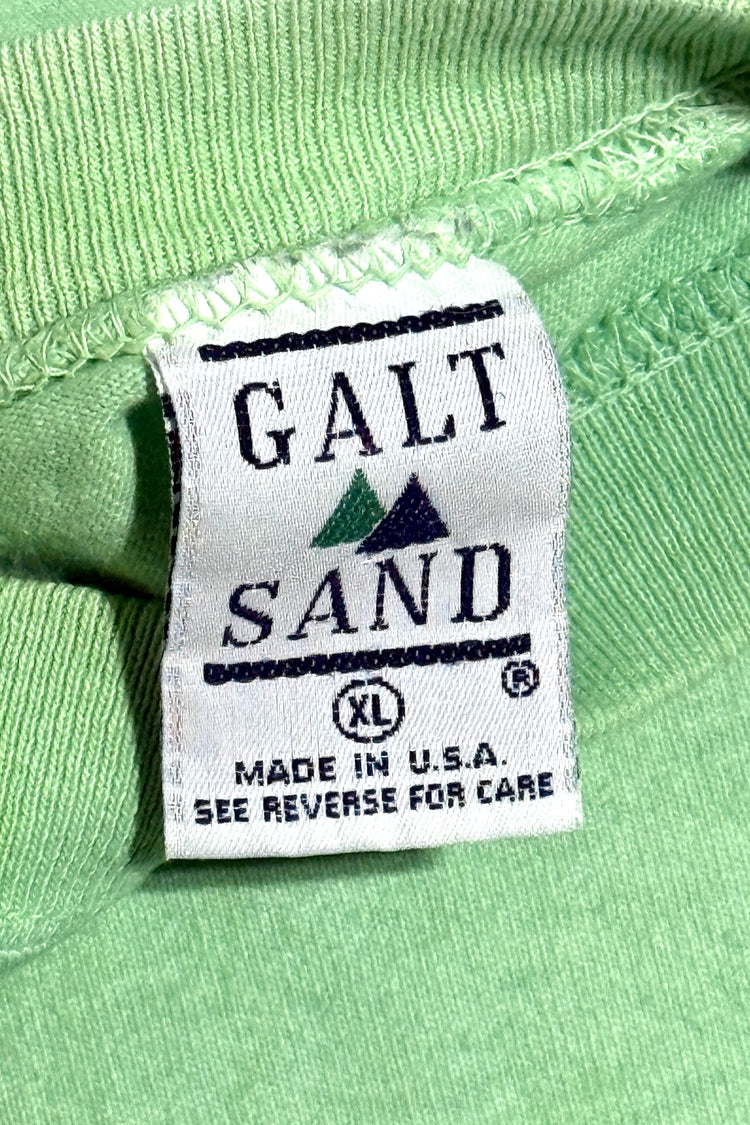 GALT
SAND
®
XL
MADE IN U.S.A.
SEE REVERSE FOR CARE